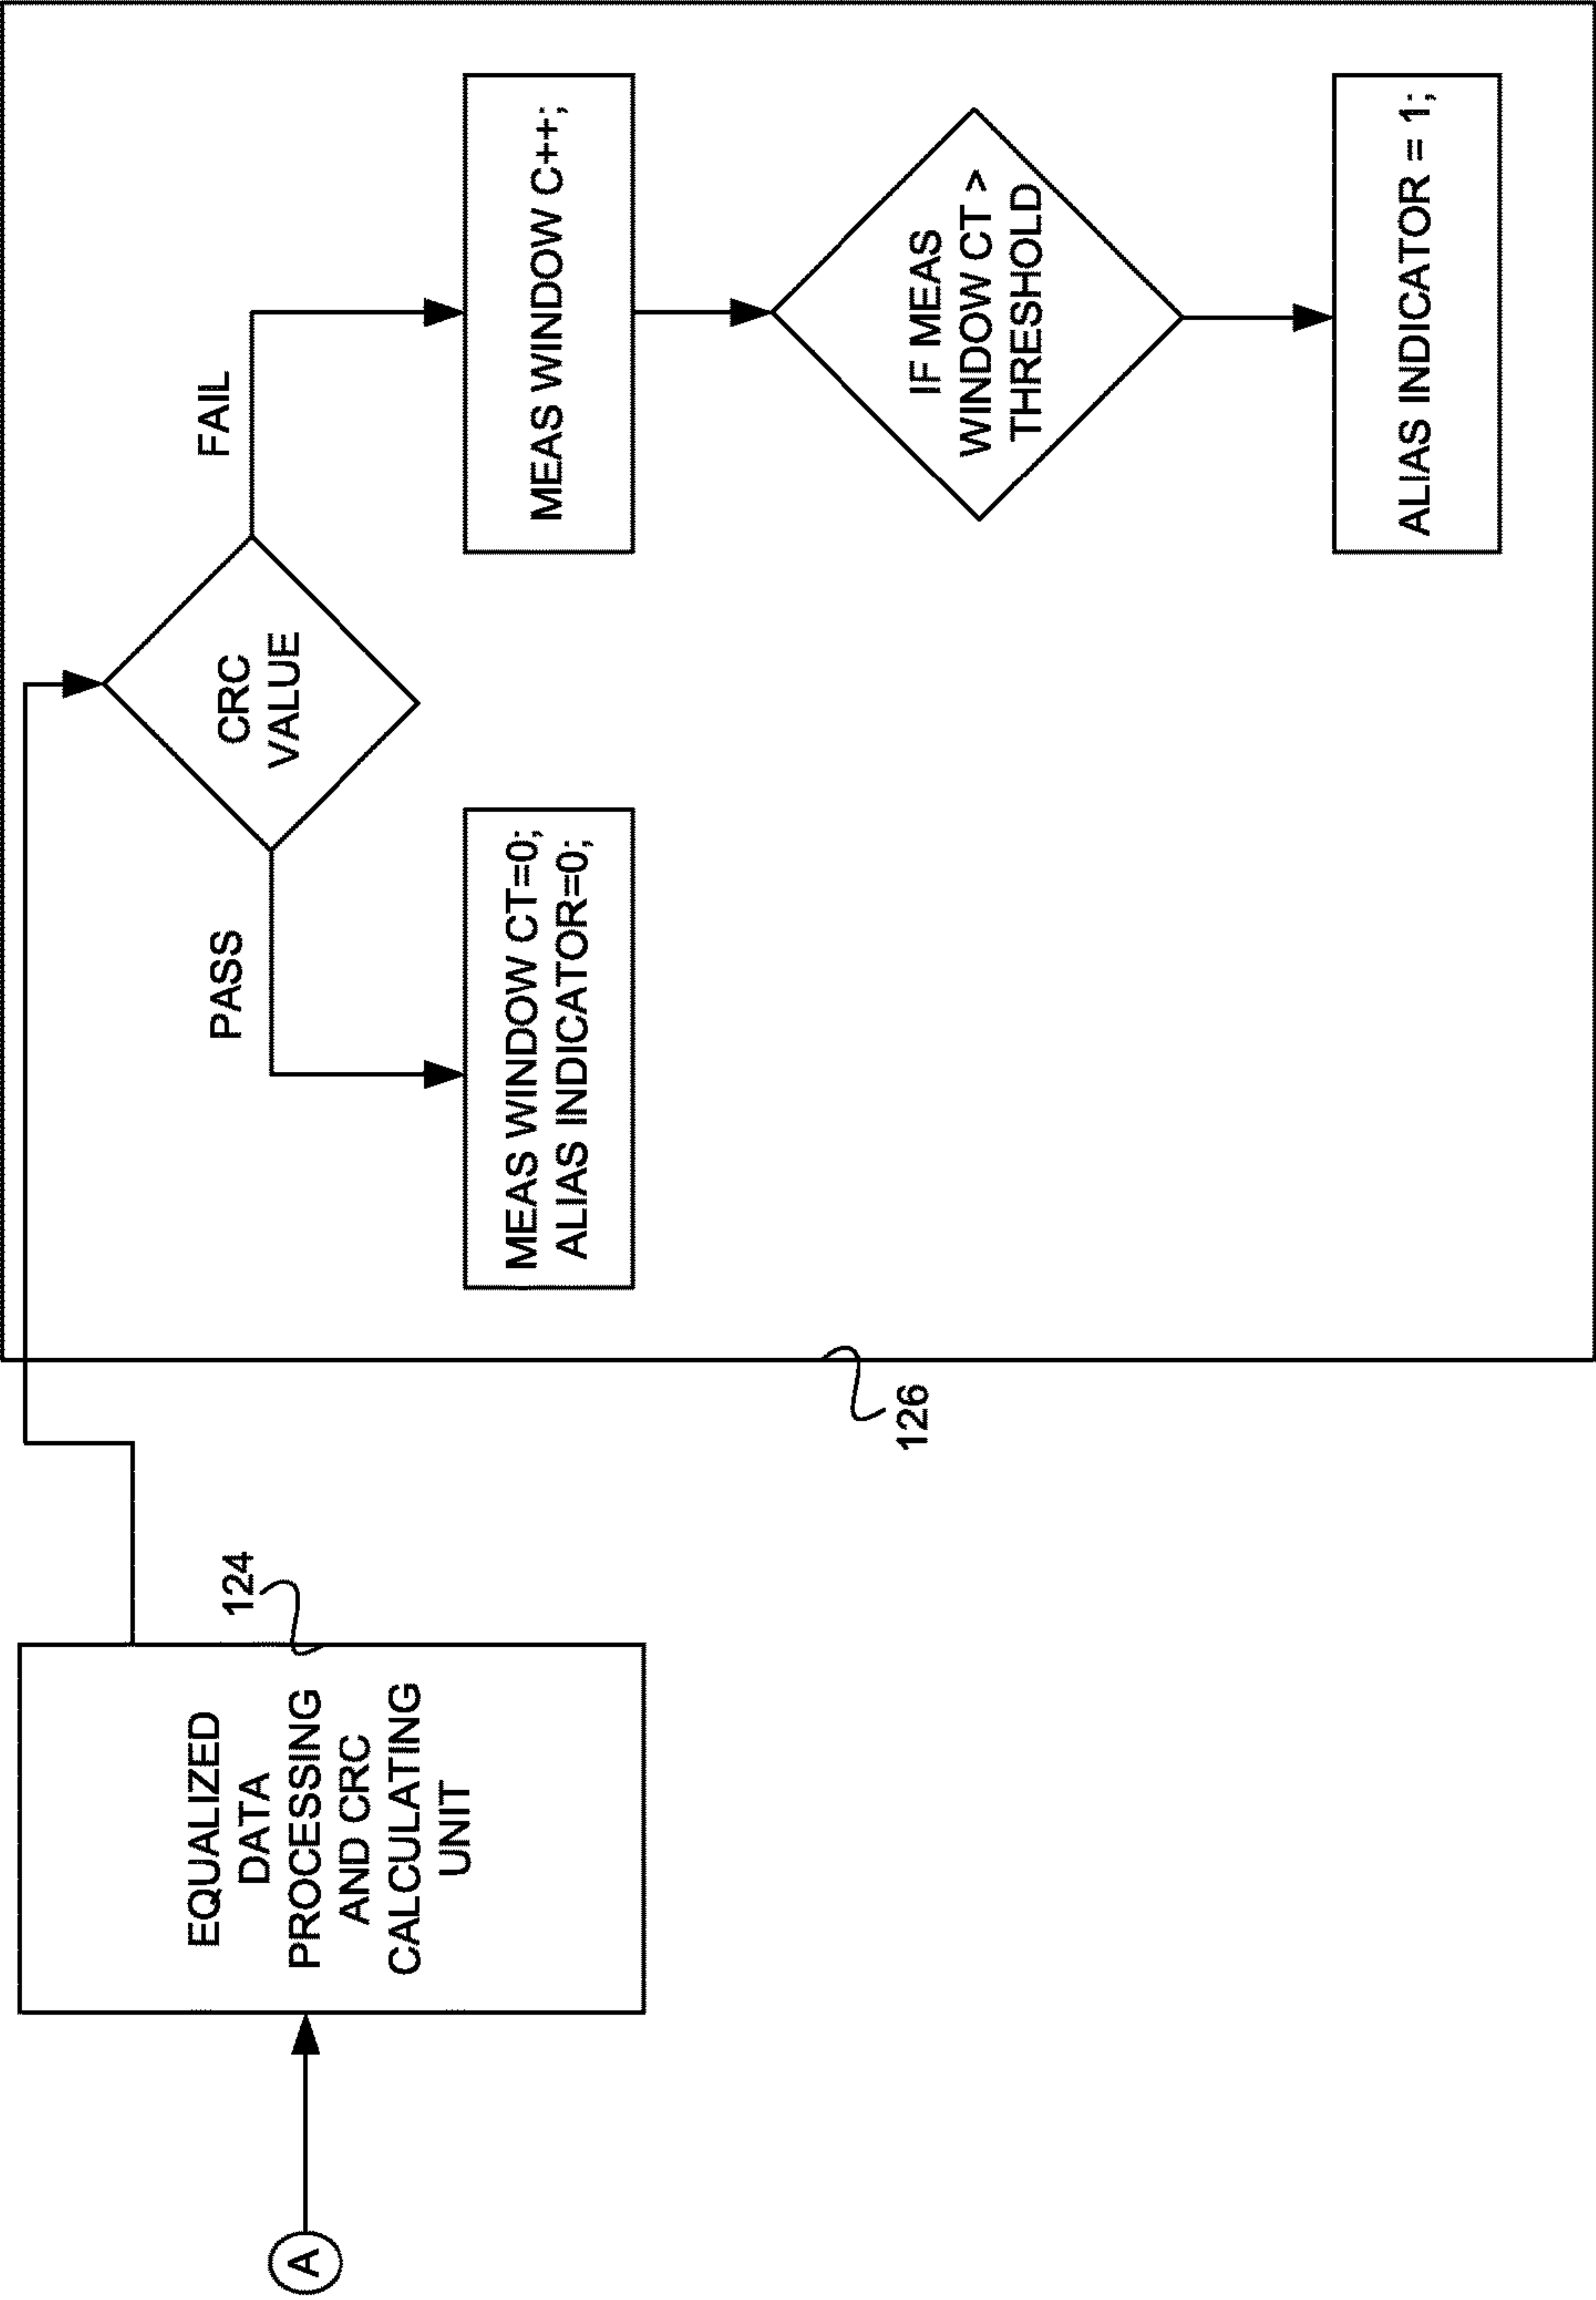 A
EQUALIZED
DATA
PROCESSING
AND CRC
CALCULATING
UNIT
124
126
CRC
VALUE
PASS
FAIL
MEAS WINDOW CT=0;
ALIAS INDICATOR=0;
MEAS WINDOW C++;
IF MEAS
WINDOW CT >
THRESHOLD
ALIAS INDICATOR = 1;